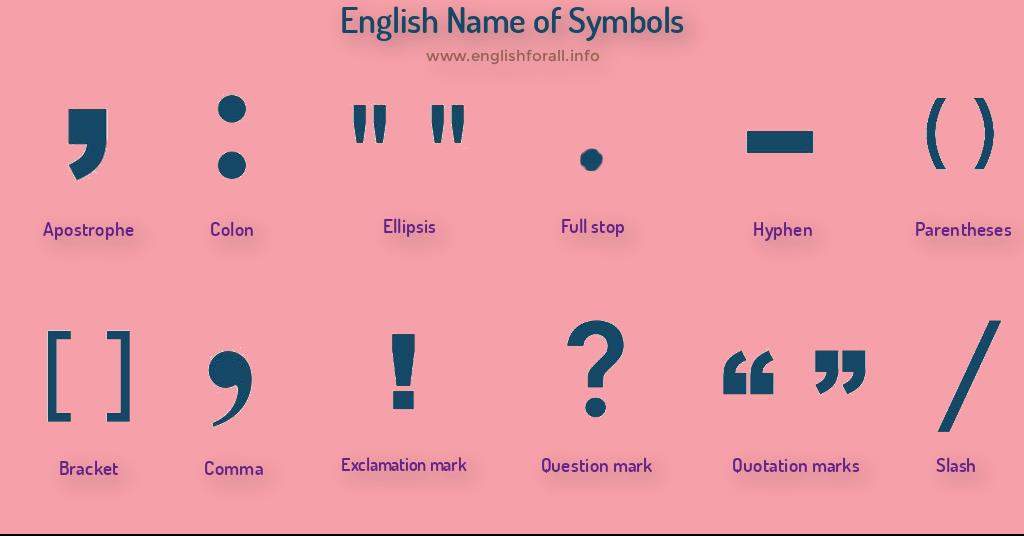 English Name of Symbols
www.englishforall.info
’ : " " . - ( )
Apostrophe Colon Ellipsis Full stop Hyphen Parentheses
[ ] , ! ? “ ” /
Bracket Comma Exclamation mark Question mark Quotation marks Slash